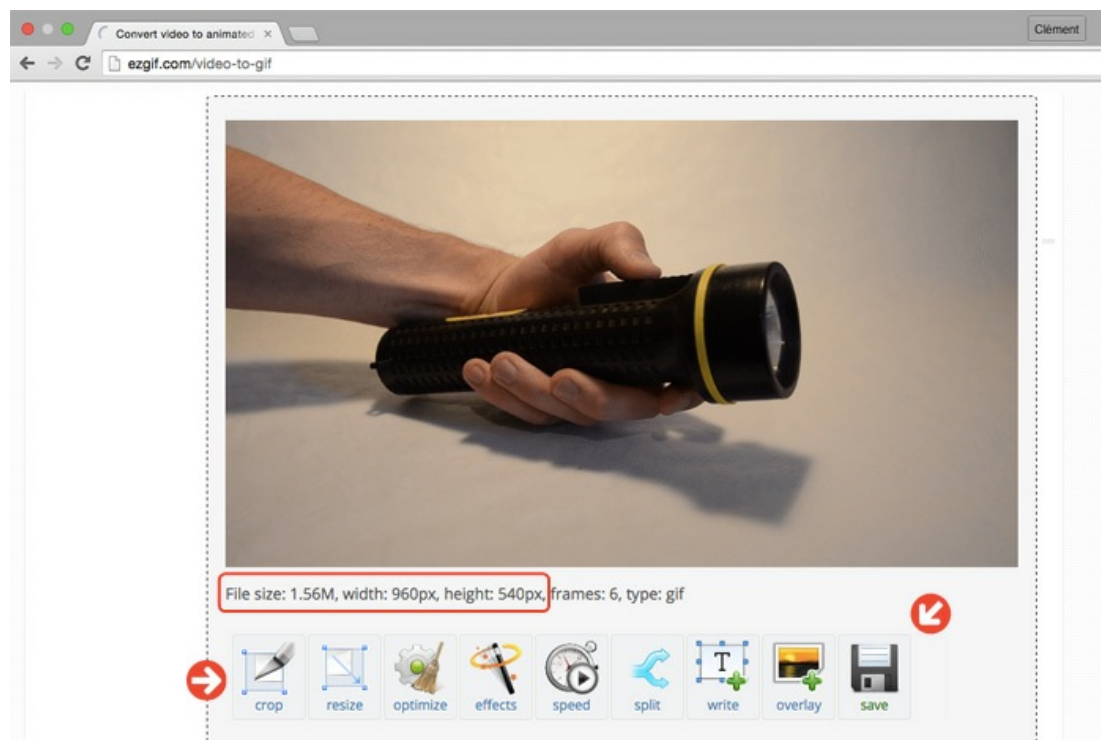 Convert video to animated
Clément
ezgif.com/video-to-gif
File size: 1.56M, width: 960px, height: 540px, frames: 6, type: gif
T
crop resize optimize effects speed split write overlay save